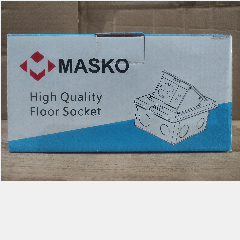 MASKO
High Quality
Floor Socket